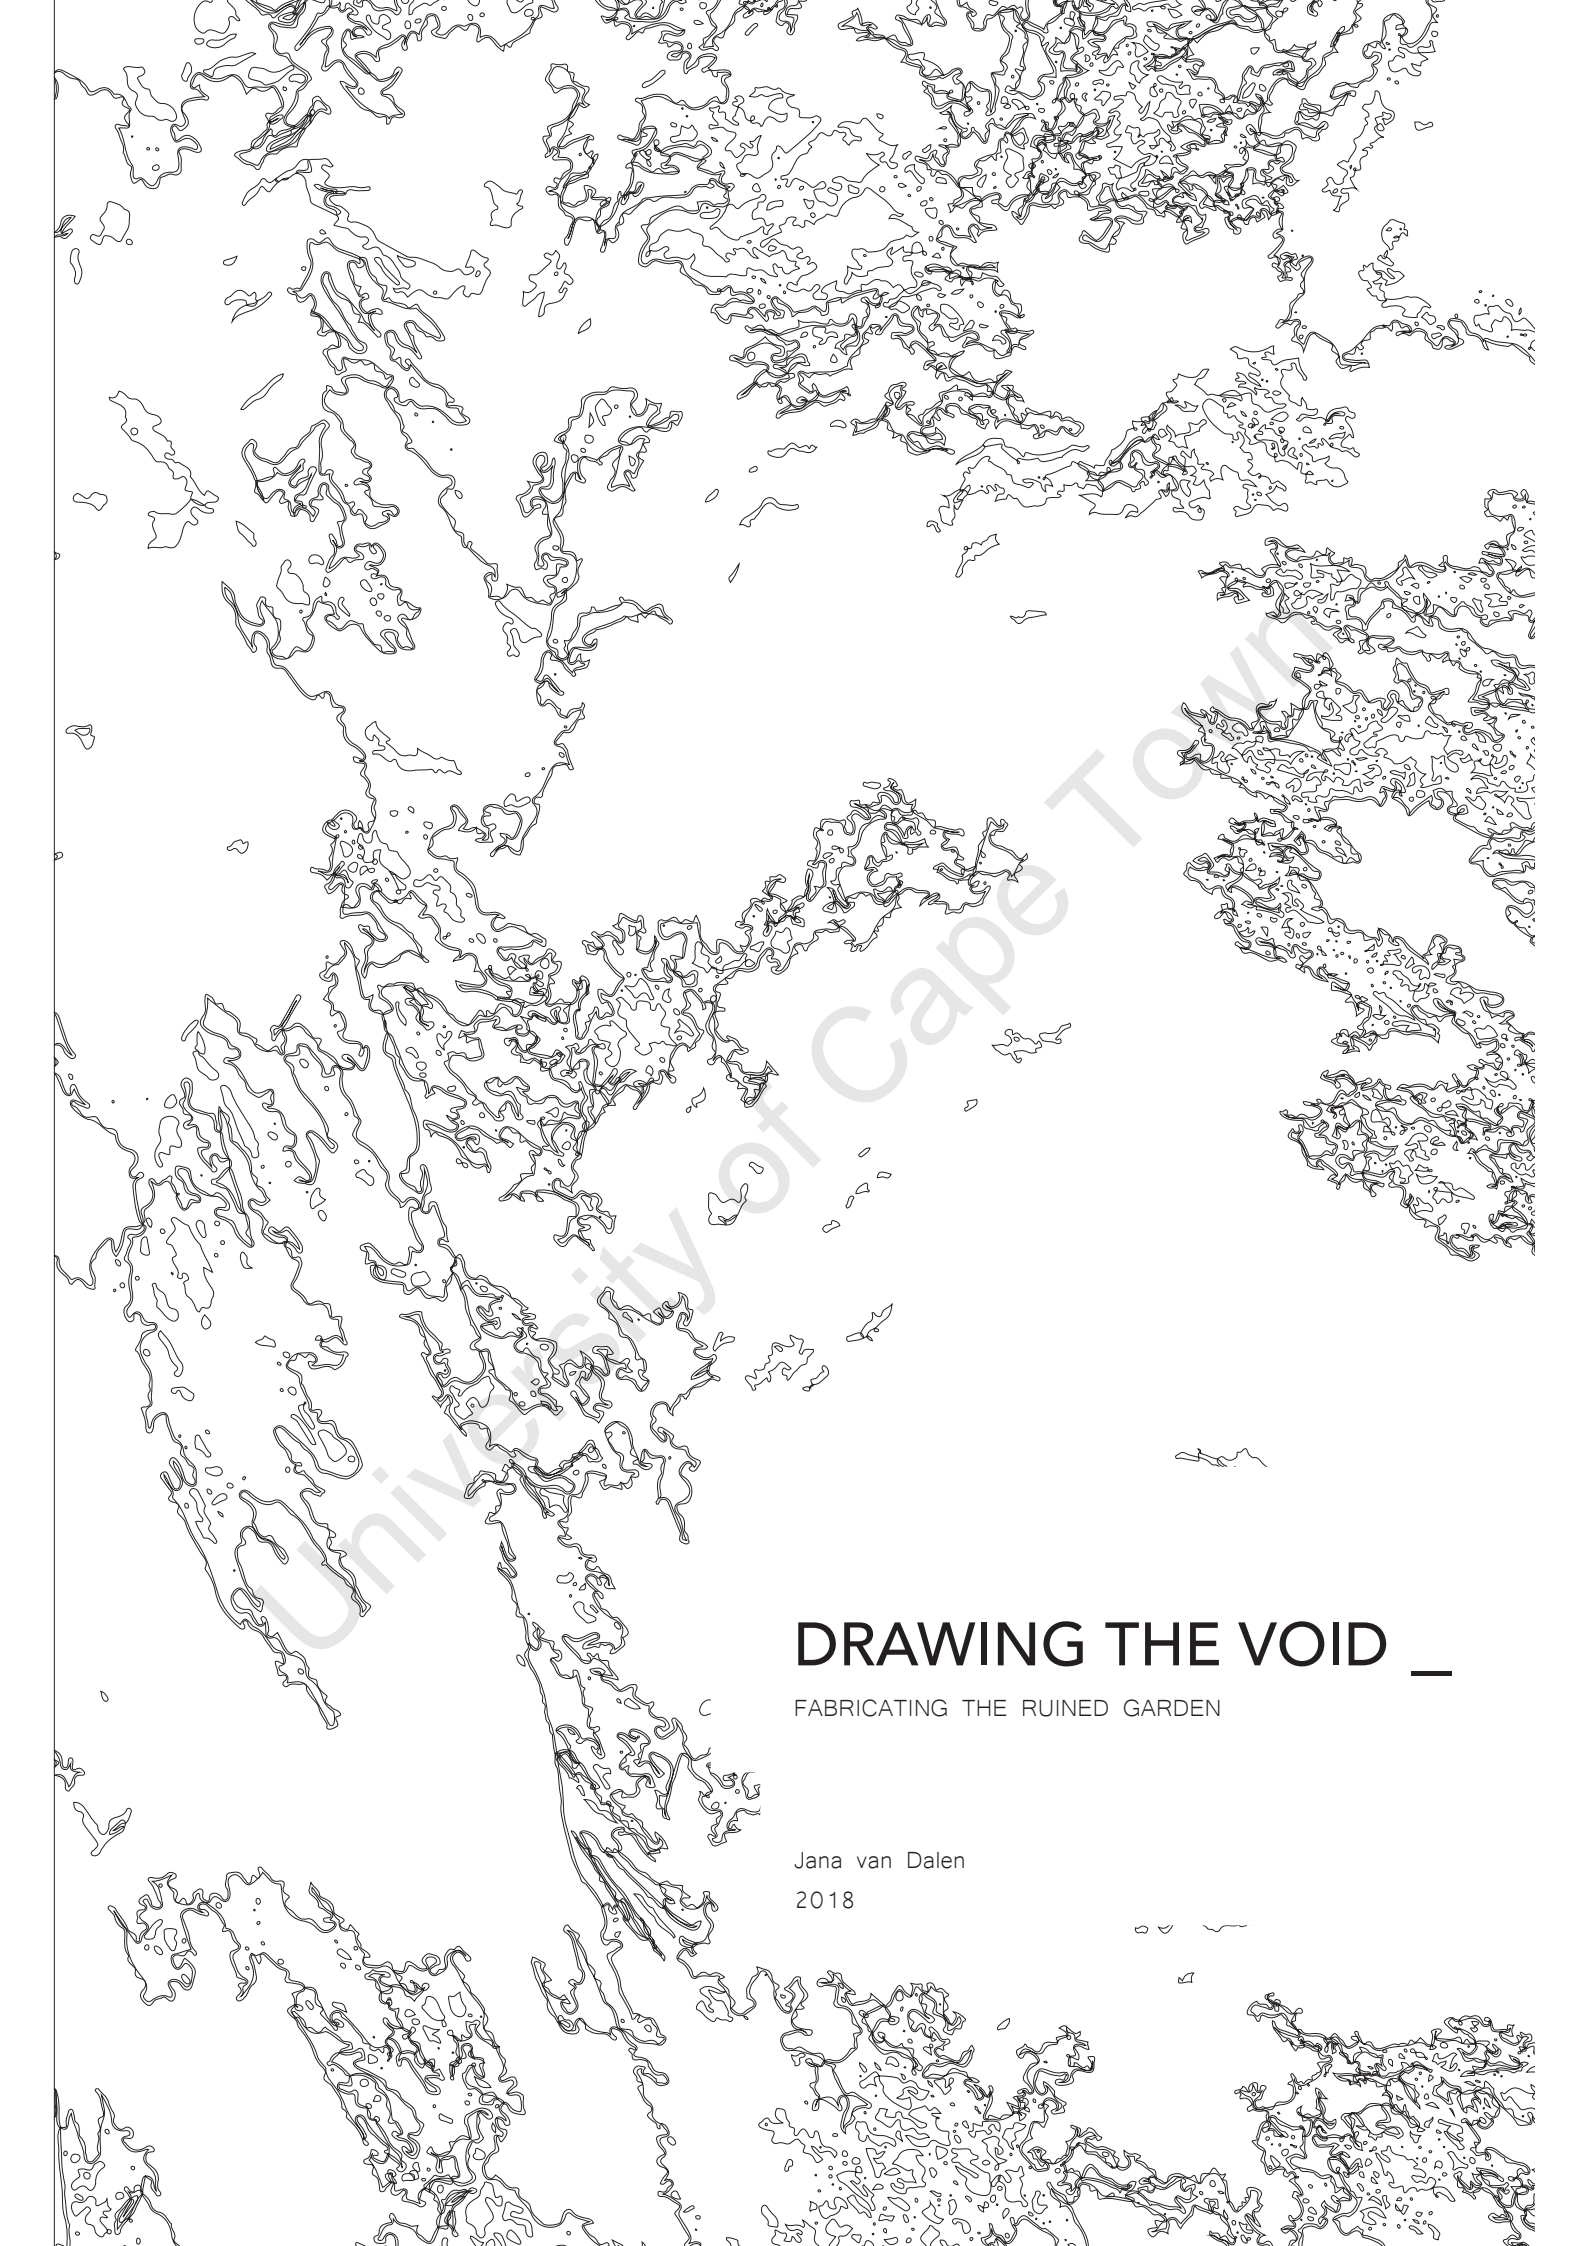 University of Cape Town
DRAWING THE VOID _
FABRICATING THE RUINED GARDEN
Jana van Dalen
2018